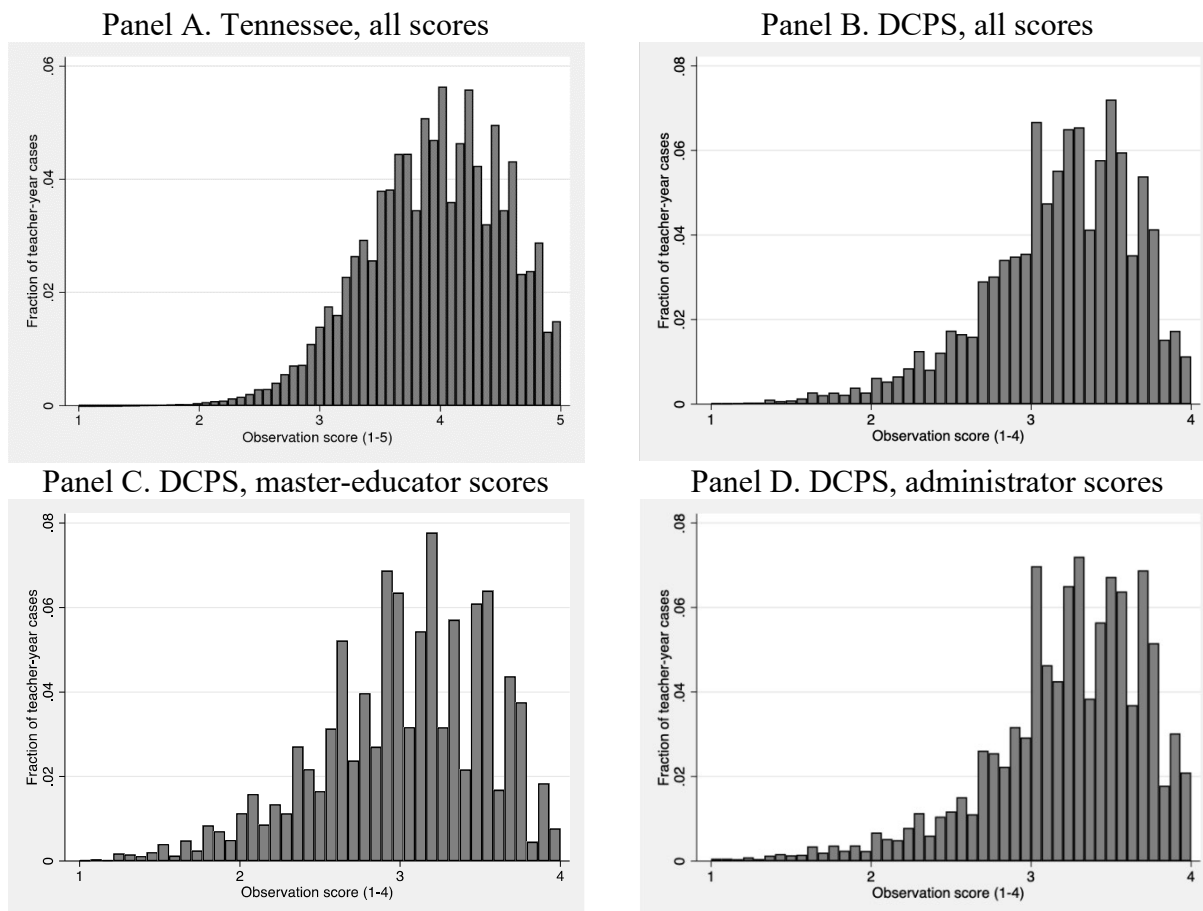 Panel A. Tennessee, all scores
Fraction of teacher-year cases
.06
.04
.02
0
1 2 3 4 5
Observation score (1-5)
Panel B. DCPS, all scores
Fraction of teacher-year cases
.08
.06
.04
.02
0
1 2 3 4
Observation score (1-4)
Panel C. DCPS, master-educator scores
Fraction of teacher-year cases
.08
.06
.04
.02
0
1 2 3 4
Observation score (1-4)
Panel D. DCPS, administrator scores
Fraction of teacher-year cases
.08
.06
.04
.02
0
1 2 3 4
Observation score (1-4)